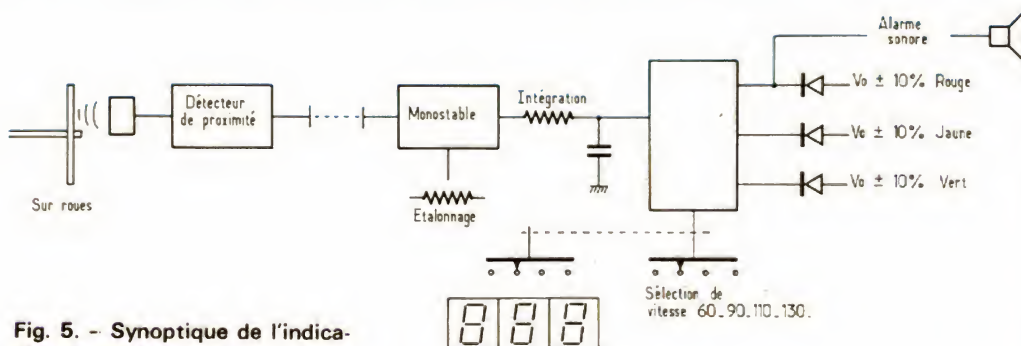 Alarme
sonore
Vo ± 10% Rouge
Intégration
Détecteur
de proximité
Monostable
Vo ± 10% Jaune
Vo ± 10% Vert
Sur roues
Etalonnage
Sélection de
vitesse 60_90_110_130.
888
Fig. 5. – Synoptique de l'indica-